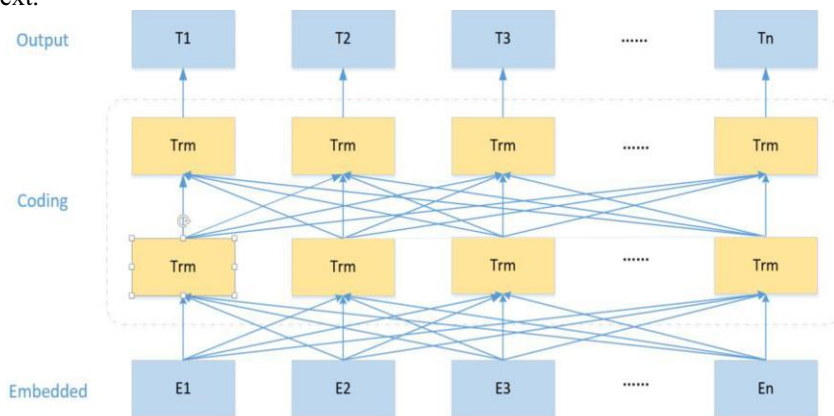 ext.
Output T1 T2 T3 ...... Tn
Trm Trm Trm ...... Trm
Coding
Trm Trm Trm ...... Trm
Embedded E1 E2 E3 ...... En